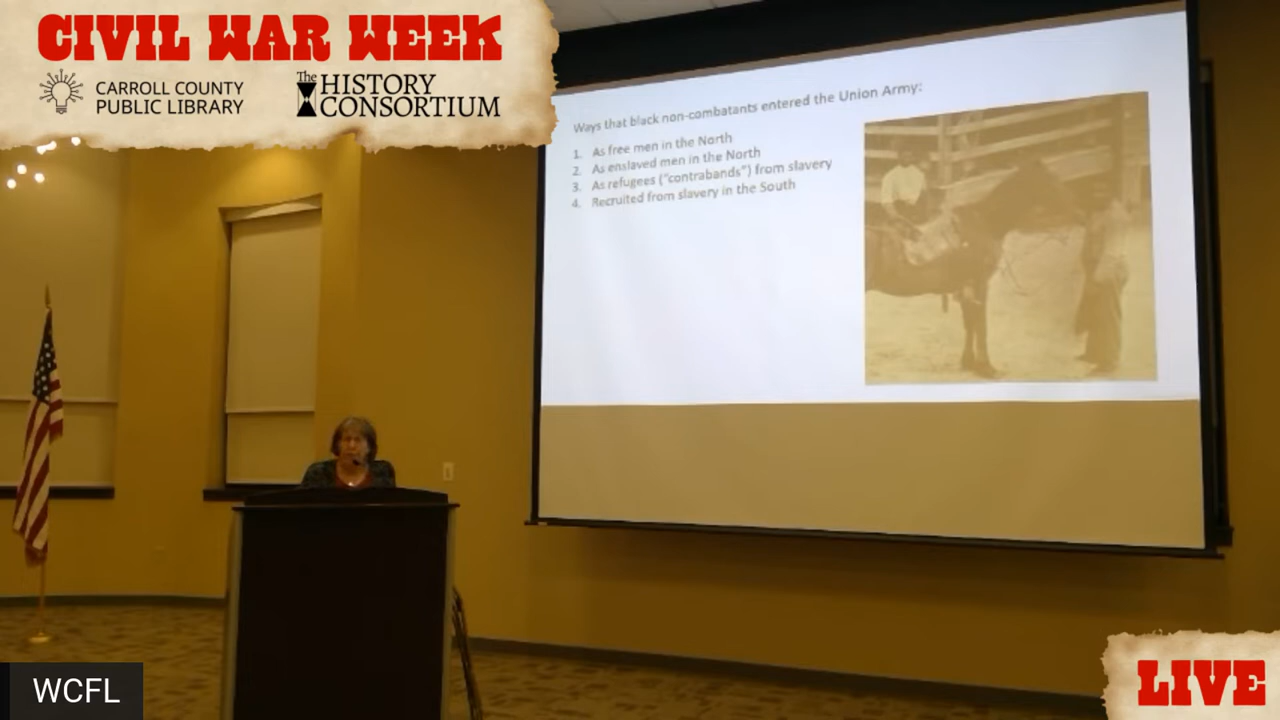 CIVIL WAR WEEK
CARROLL COUNTY
PUBLIC LIBRARY
The
HISTORY
CONSORTIUM
Ways that black non-combatants entered the Union Army:
1. As free men in the North
2. As enslaved men in the North
3. As refugees ("contrabands") from slavery
4. Recruited from slavery in the South
WCFL
LIVE